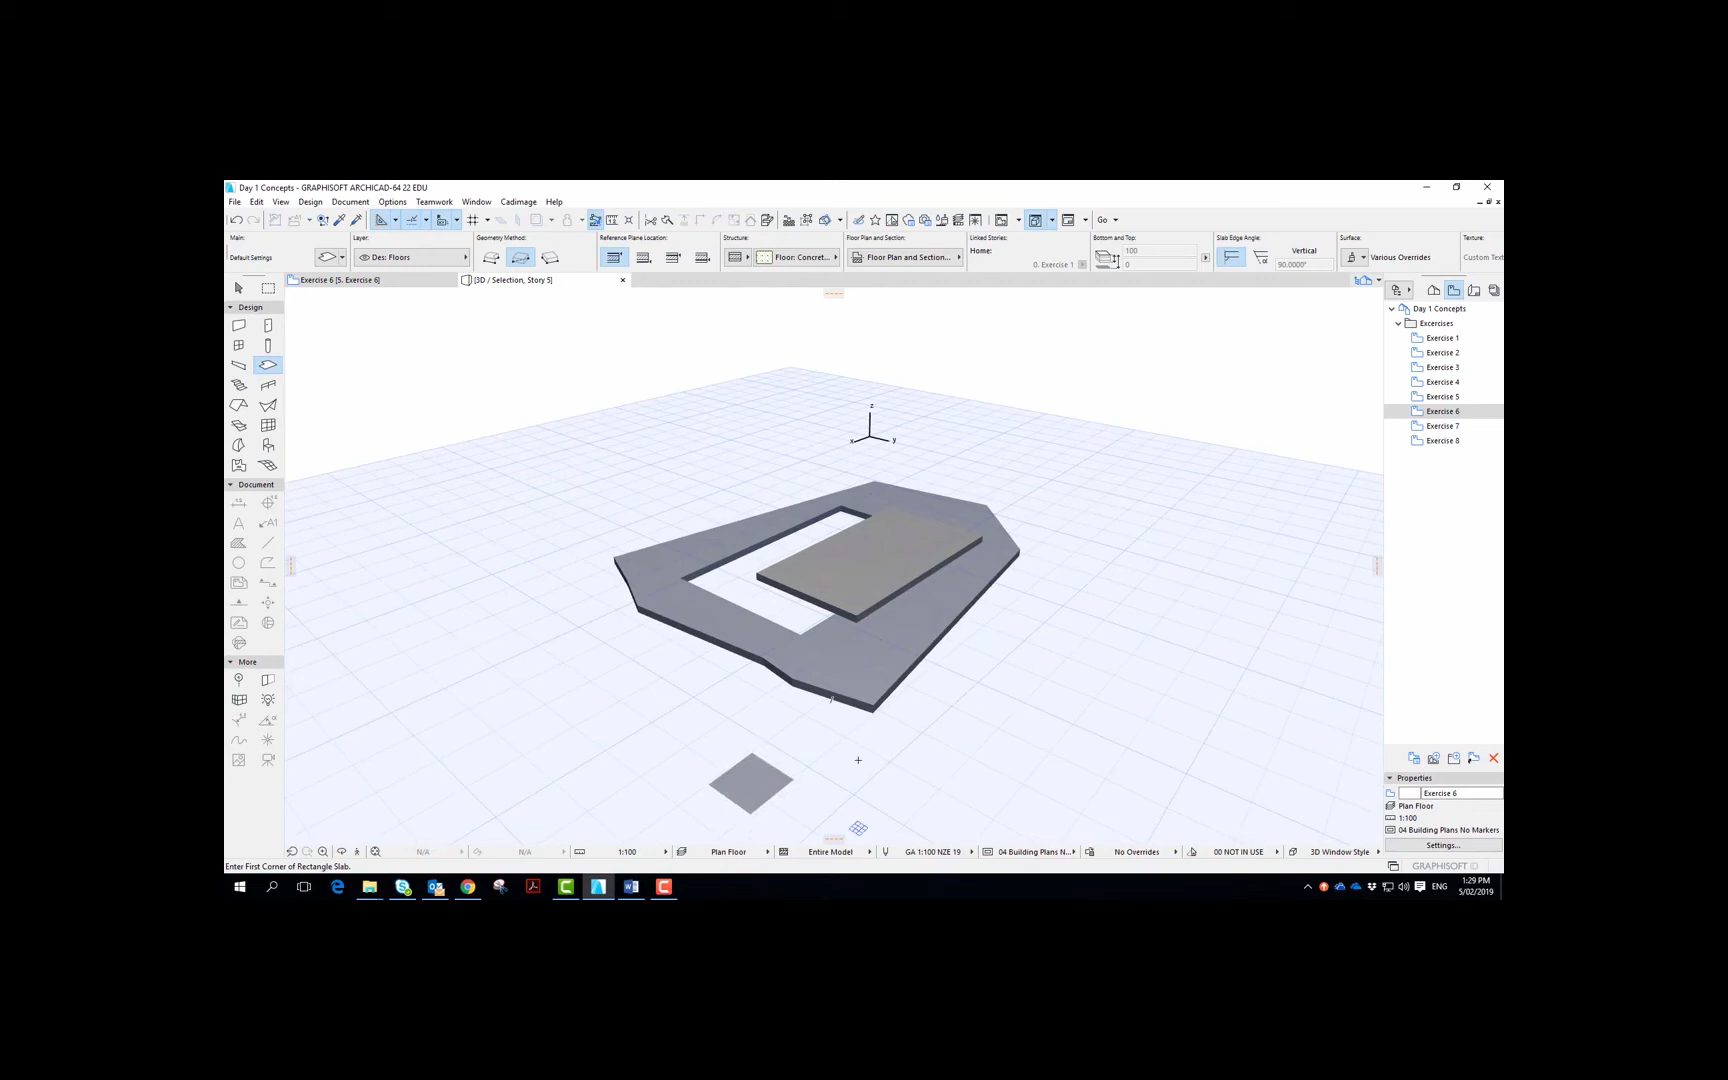 Day 1 Concepts - GRAPHISOFT ARCHICAD-64 22 EDU
File Edit View Design Document Options Teamwork Window Cadimage Help
Go
Main:
Default Settings
Layer:
Des: Floors
Geometry Method:
Reference Plane Location:
Structure:
Floor: Concret...
Floor Plan and Section:
Floor Plan and Section...
Linked Stories:
Home:
0. Exercise 1
Bottom and Top:
100
0
Slab Edge Angle:
Vertical
90.0000°
Surface:
Various Overrides
Texture:
Custom Text
Exercise 6 [5. Exercise 6]
[3D / Selection, Story 5]
Design
Document
More
z
x
y
Day 1 Concepts
Excercises
Exercise 1
Exercise 2
Exercise 3
Exercise 4
Exercise 5
Exercise 6
Exercise 7
Exercise 8
Properties
Exercise 6
Plan Floor
1:100
04 Building Plans No Markers
Settings...
N/A
N/A
1:100
Plan Floor
Entire Model
GA 1:100 NZE 19
04 Building Plans N...
No Overrides
00 NOT IN USE
3D Window Style
Enter First Corner of Rectangle Slab.
GRAPHISOFT ID
ENG
1:29 PM
5/02/2019